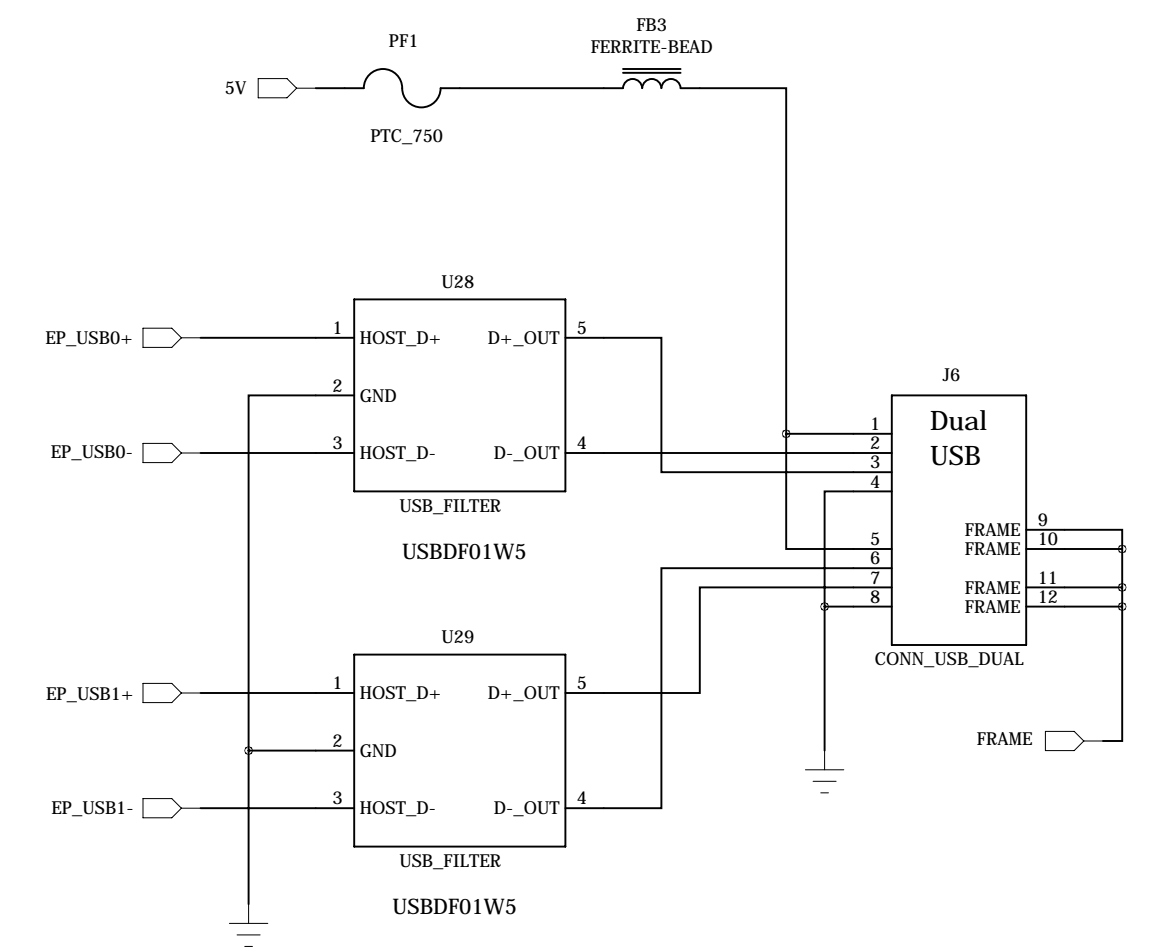 FB3
PF1
FERRITE-BEAD
5V
PTC_750
U28
EP_USB0+
1
HOST_D+
D+_OUT
5
2
GND
EP_USB0-
3
HOST_D-
D-_OUT
4
USB_FILTER
USBDF01W5
J6
Dual
USB
1
2
3
4
5
6
7
8
FRAME
9
FRAME
10
FRAME
11
FRAME
12
CONN_USB_DUAL
FRAME
U29
EP_USB1+
1
HOST_D+
D+_OUT
5
2
GND
EP_USB1-
3
HOST_D-
D-_OUT
4
USB_FILTER
USBDF01W5